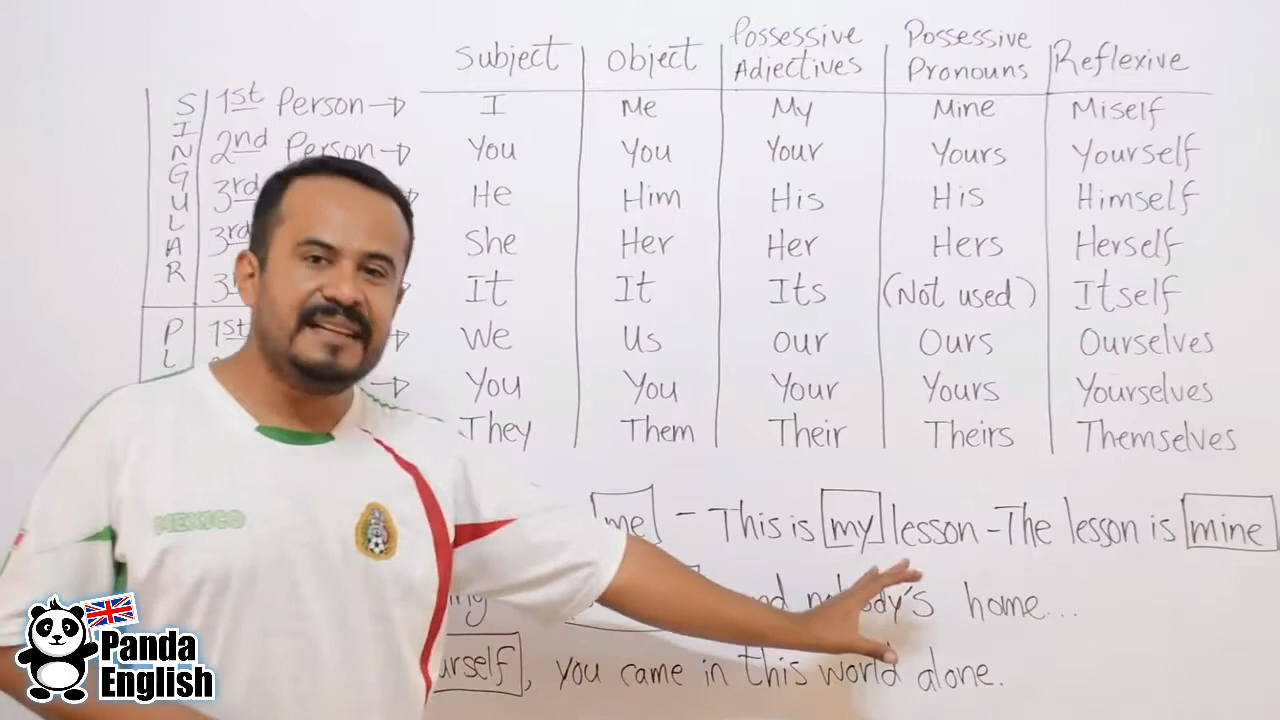 Subject Object Possessive Adjectives Possessive Pronouns Reflexive
SINGULAR
1st Person I Me My Mine Miself
2nd Person You You Your Yours Yourself
3rd He Him His His Himself
3rd She Her Her Hers Herself
3 It It Its (Not used) Itself
PL
1st We Us Our Ours Ourselves
You You Your Yours Yourselves
They Them Their Theirs Themselves
me - This is my lesson - The lesson is mine
home...
, you came in this world alone.
MEXICO
Panda
English